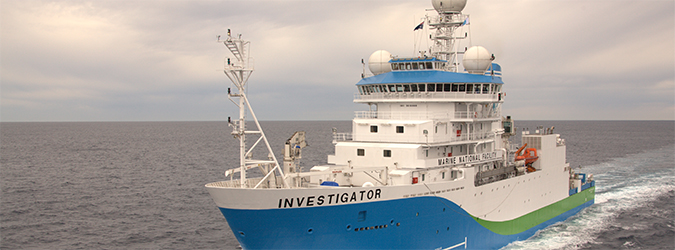 MARINE NATIONAL FACILITY
INVESTIGATOR